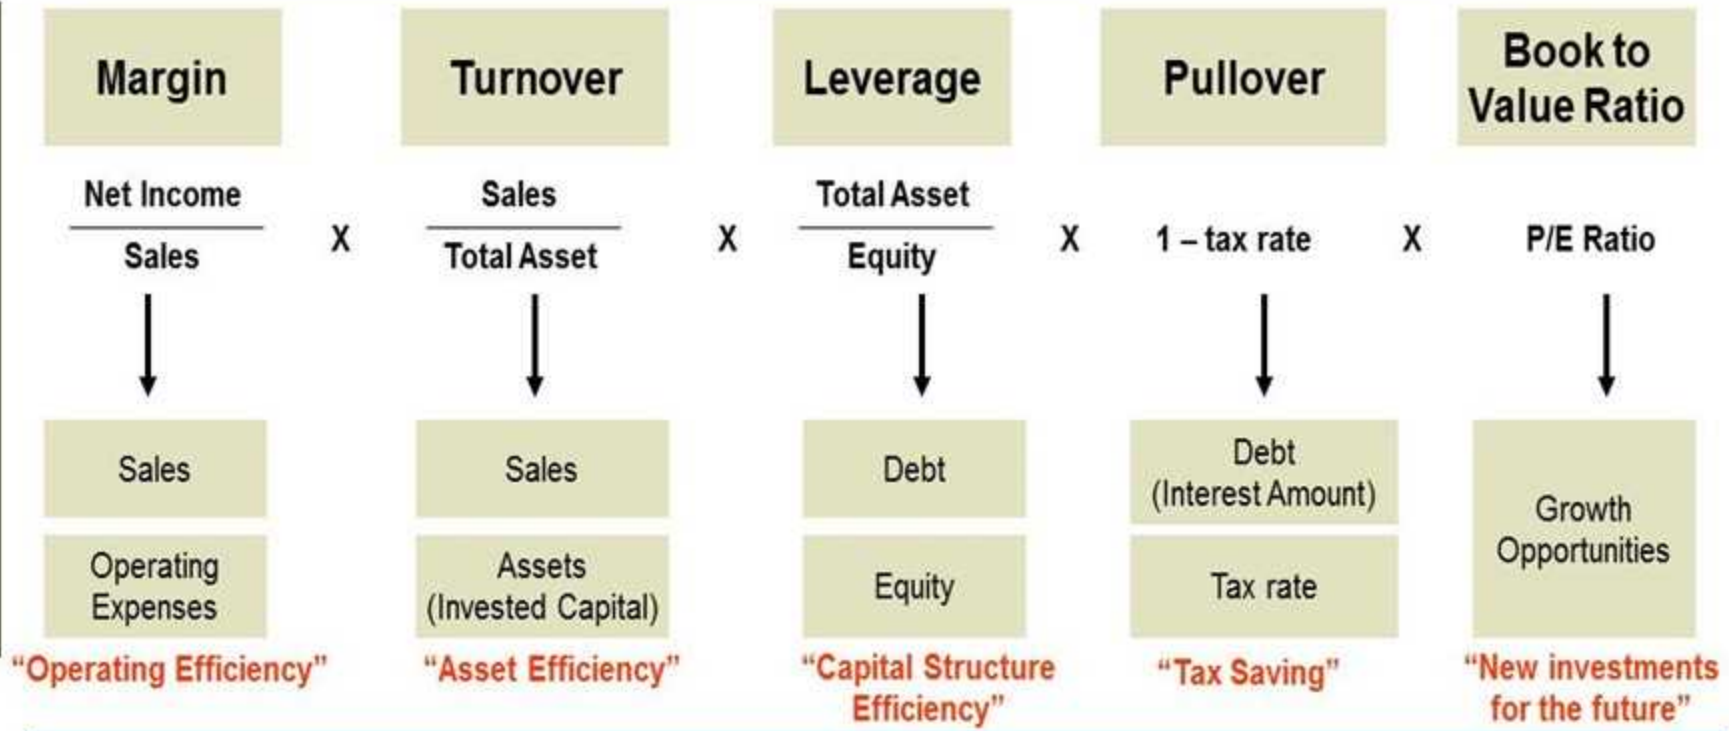 Margin
Turnover
Leverage
Pullover
Book to
Value Ratio
Net Income
Sales
X
Sales
Total Asset
X
Total Asset
Equity
X
1 – tax rate
X
P/E Ratio
Sales
Operating
Expenses
“Operating Efficiency”
Sales
Assets
(Invested Capital)
“Asset Efficiency”
Debt
Equity
“Capital Structure
Efficiency”
Debt
(Interest Amount)
Tax rate
“Tax Saving”
Growth
Opportunities
“New investments
for the future”